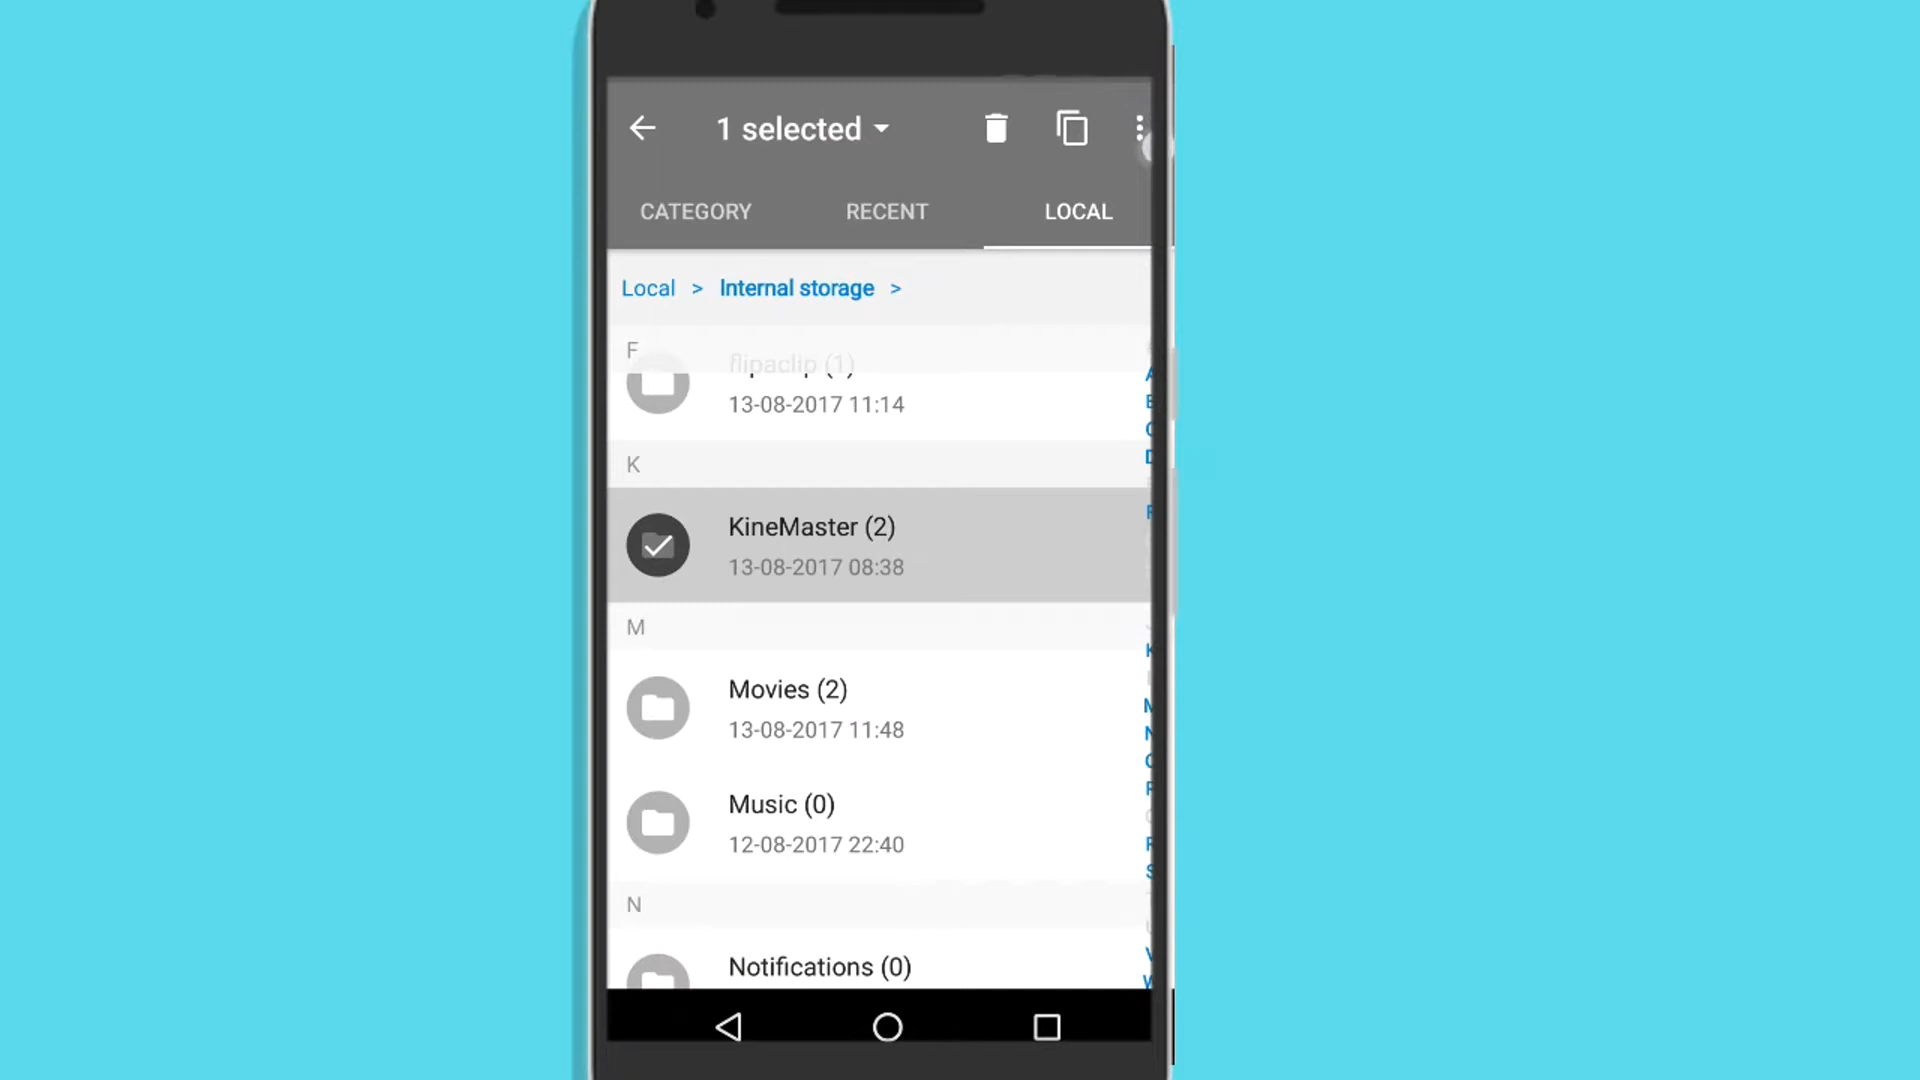 1 selected
CATEGORY RECENT LOCAL
Local > Internal storage >
F
flipaclip (1)
13-08-2017 11:14
K
KineMaster (2)
13-08-2017 08:38
M
Movies (2)
13-08-2017 11:48
Music (0)
12-08-2017 22:40
N
Notifications (0)